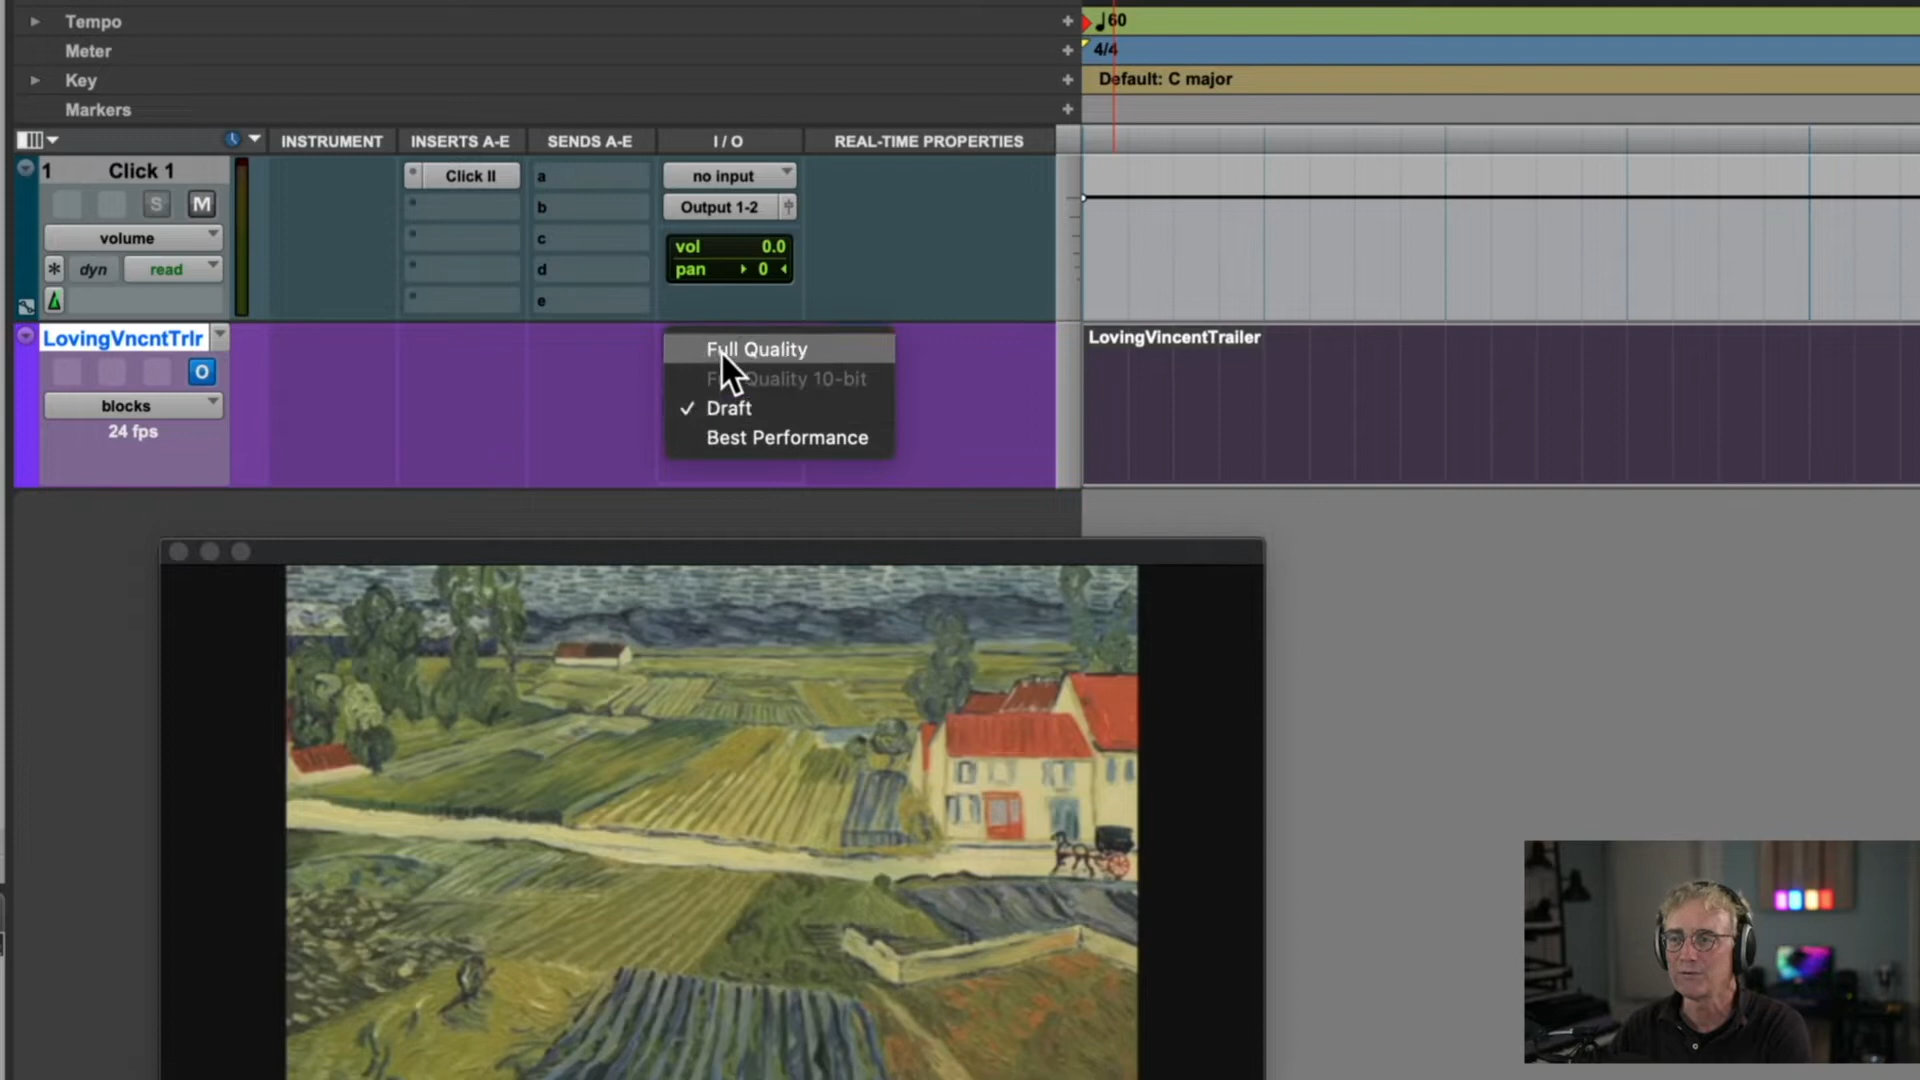 Tempo
♩60
Meter
4/4
Key
Default: C major
Markers
INSTRUMENT
INSERTS A-E
SENDS A-E
I / O
REAL-TIME PROPERTIES
1 Click 1
S M
volume
* dyn read
Click II
a
b
c
d
e
no input
Output 1-2
vol 0.0
pan 0
LovingVncntTrlr
O
blocks
24 fps
Full Quality
Full Quality 10-bit
✓ Draft
Best Performance
LovingVincentTrailer